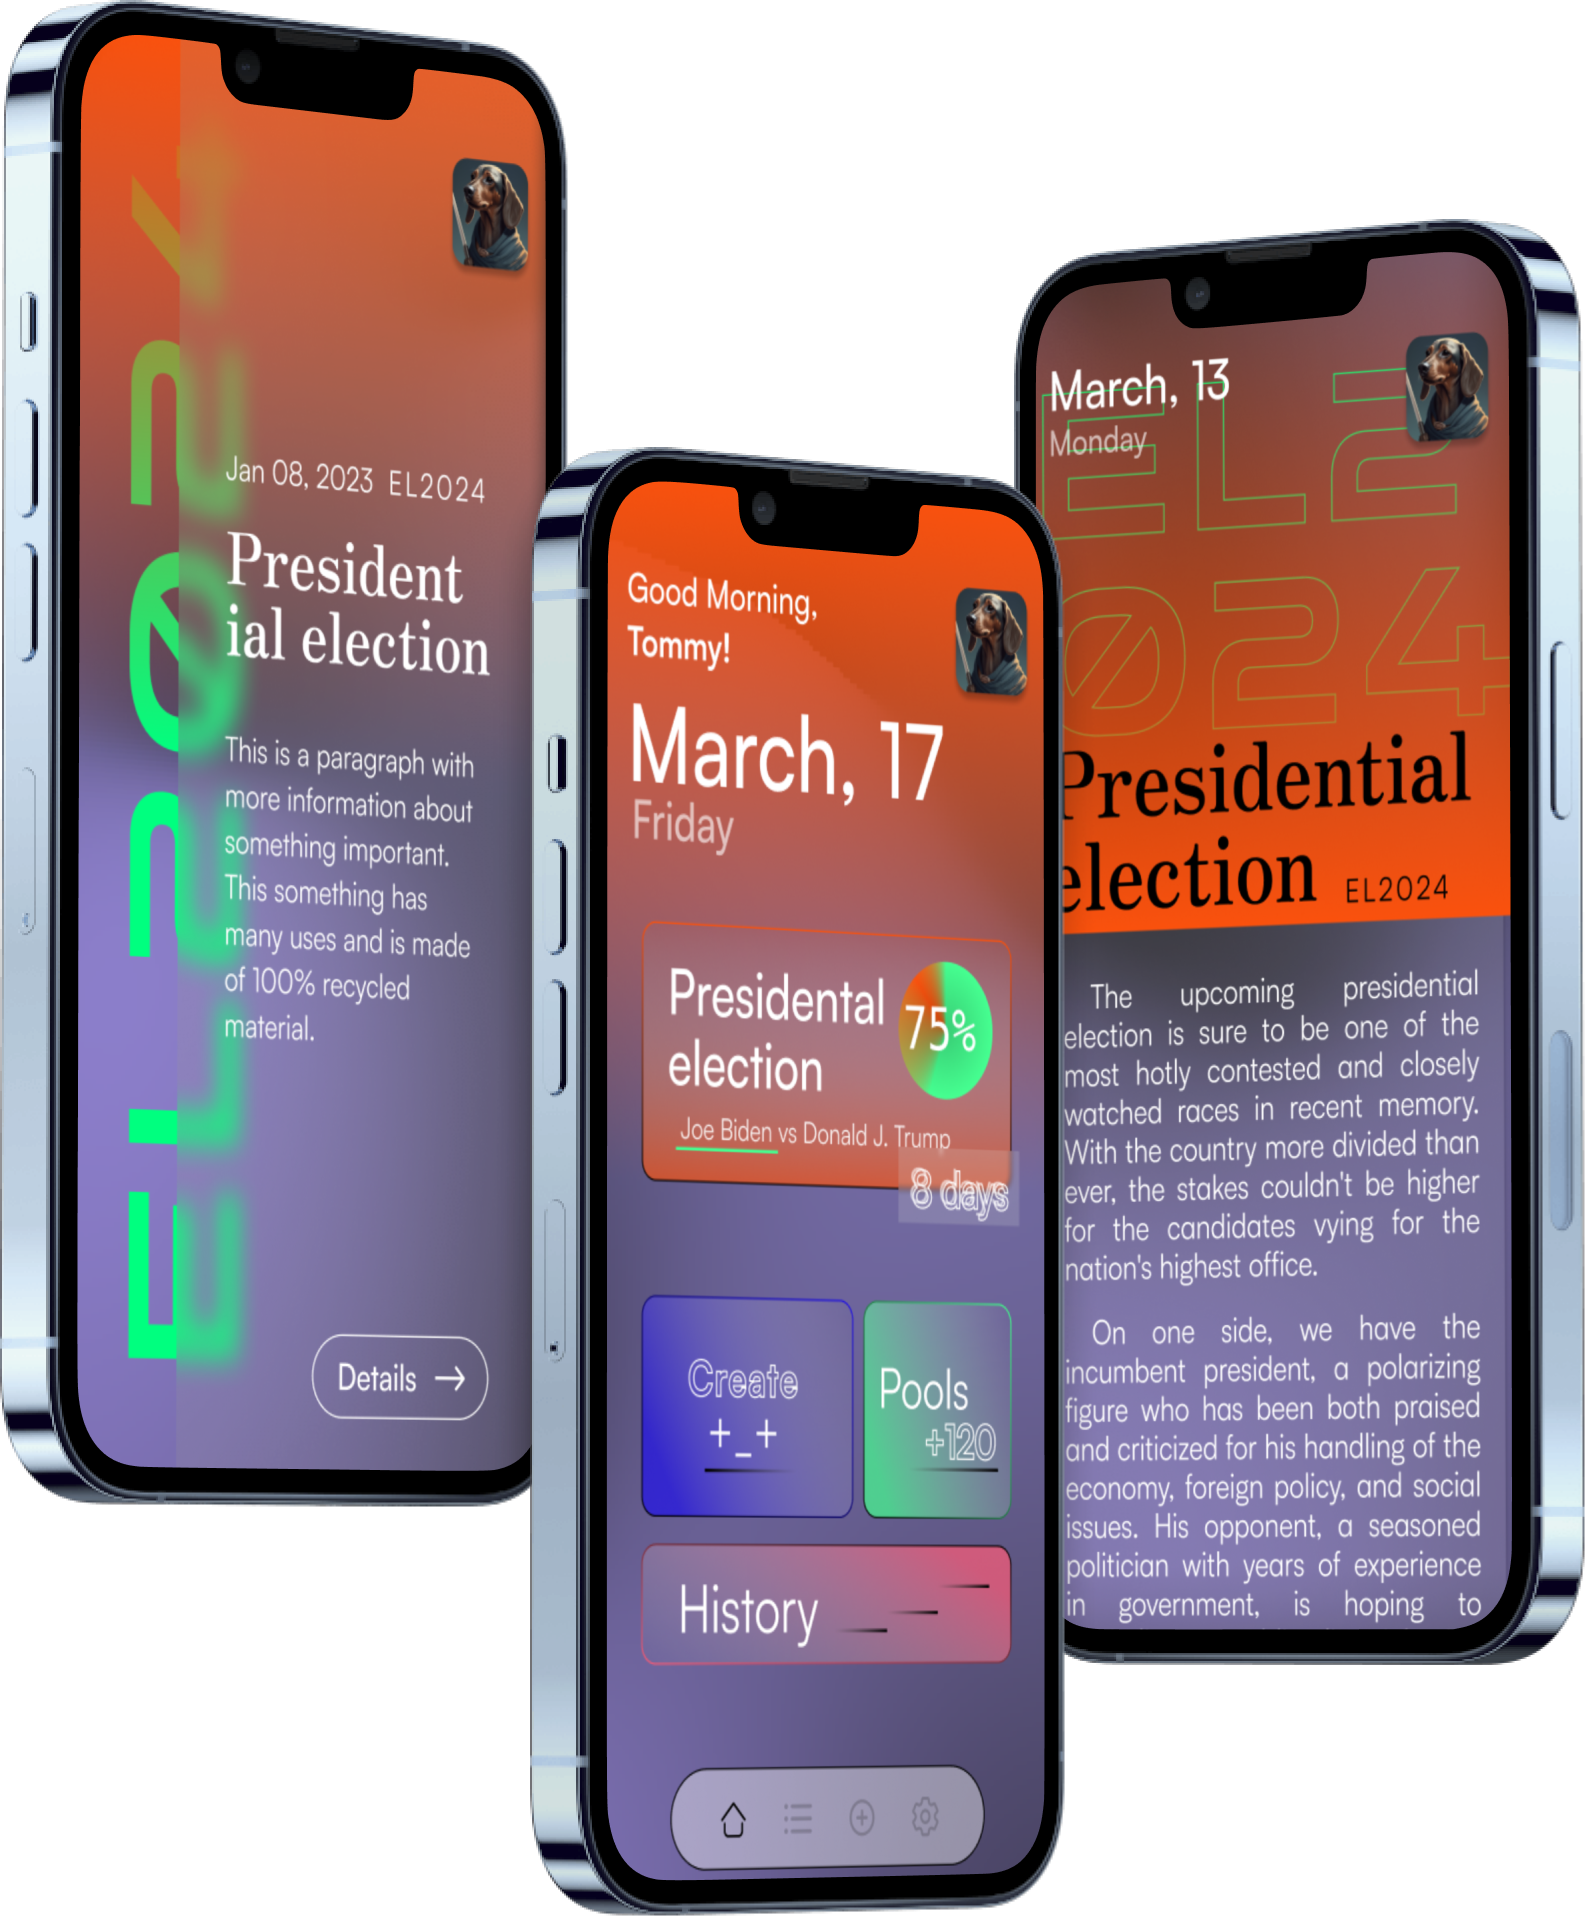 EL2024
Jan 08, 2023 EL2024
President
ial election
This is a paragraph with
more information about
something important.
This something has
many uses and is made
of 100% recycled
material.
Details →
Good Morning,
Tommy!
March, 17
Friday
Presidental
election
75%
Joe Biden vs Donald J. Trump
8 days
Create
+_+
Pools
+120
History
March, 13
Monday
EL2
024
Presidential
election EL2024
The upcoming presidential
election is sure to be one of the
most hotly contested and closely
watched races in recent memory.
With the country more divided than
ever, the stakes couldn't be higher
for the candidates vying for the
nation's highest office.
On one side, we have the
incumbent president, a polarizing
figure who has been both praised
and criticized for his handling of the
economy, foreign policy, and social
issues. His opponent, a seasoned
politician with years of experience
in government, is hoping to